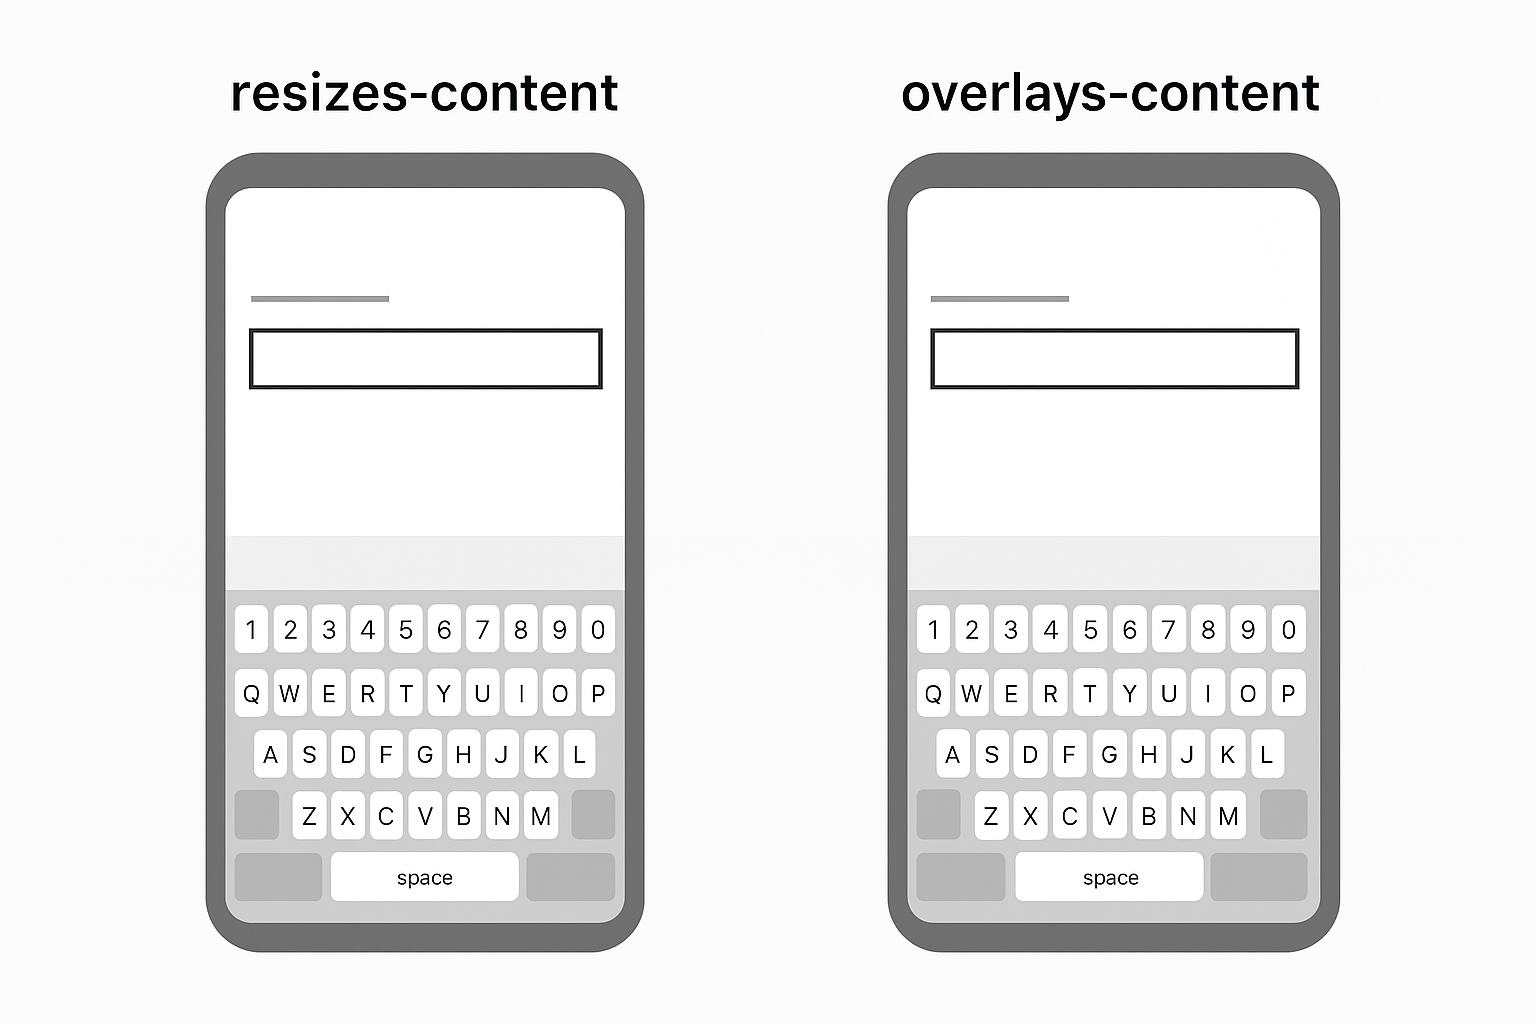 resizes-content
1 2 3 4 5 6 7 8 9 0
Q W E R T Y U I O P
A S D F G H J K L
Z X C V B N M
space
overlays-content
1 2 3 4 5 6 7 8 9 0
Q W E R T Y U I O P
A S D F G H J K L
Z X C V B N M
space